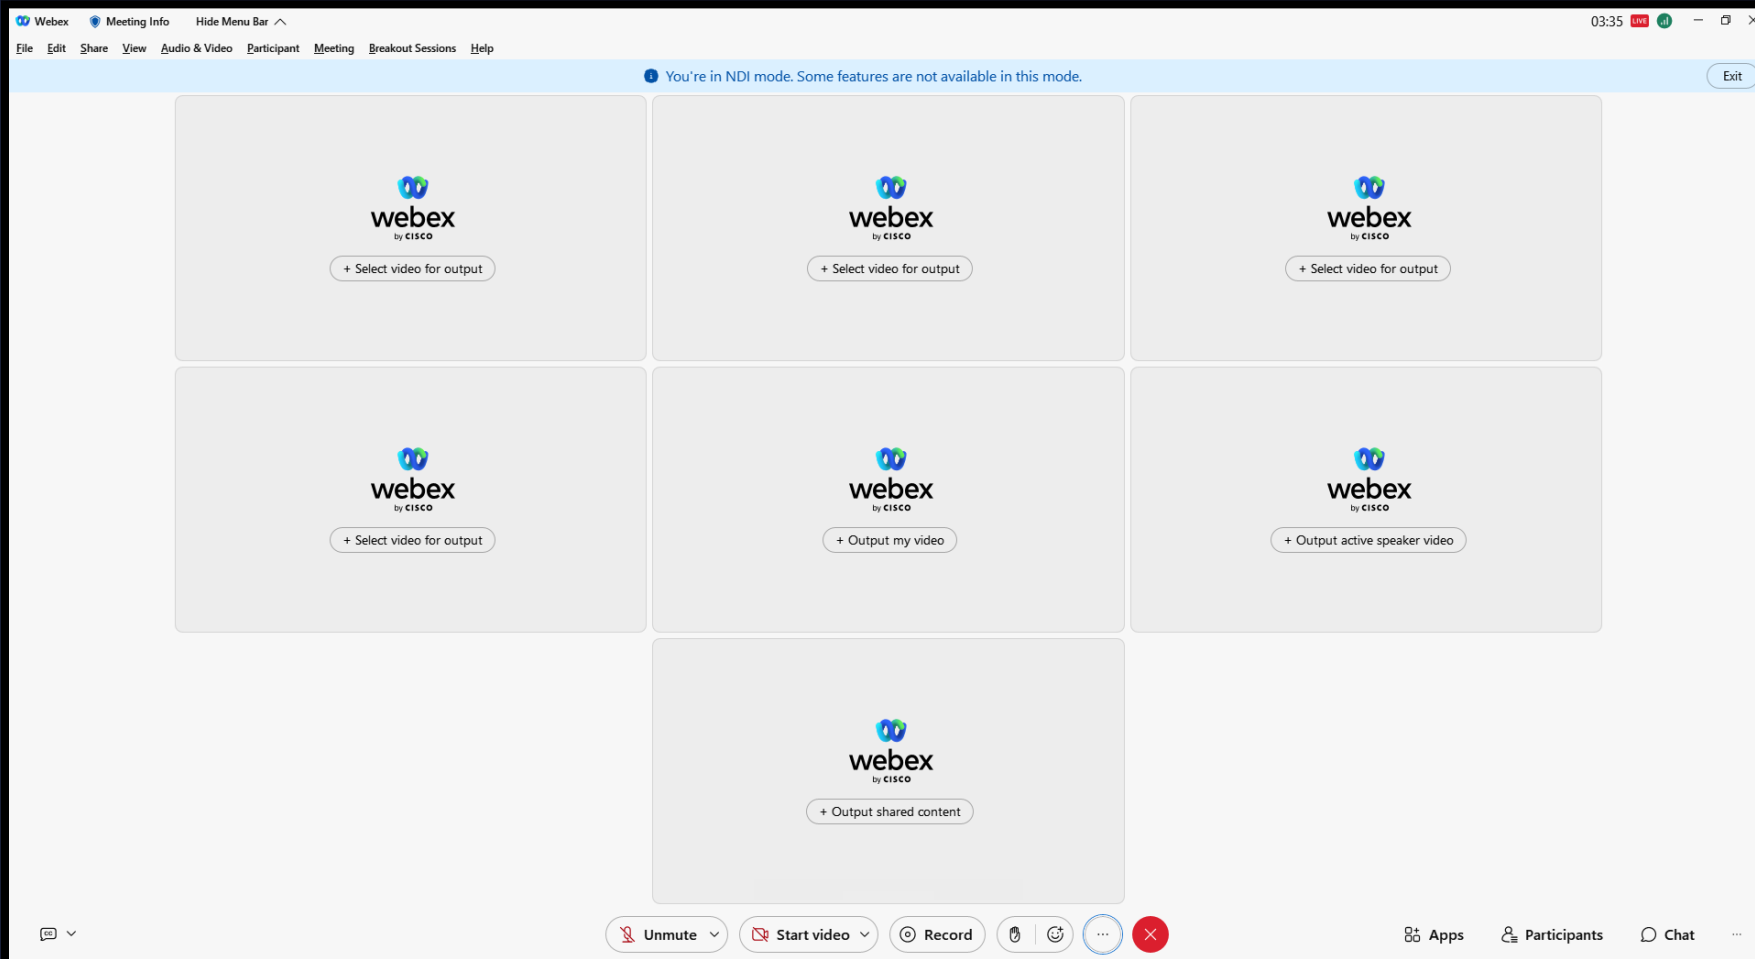 Webex Meeting Info Hide Menu Bar 03:35 LIVE
File Edit Share View Audio & Video Participant Meeting Breakout Sessions Help
You're in NDI mode. Some features are not available in this mode. Exit
webex webex webex
by CISCO by CISCO by CISCO
+ Select video for output + Select video for output + Select video for output
webex webex webex
by CISCO by CISCO by CISCO
+ Select video for output + Output my video + Output active speaker video
webex
by CISCO
+ Output shared content
CC Unmute Start video Record ... Apps Participants Chat ...